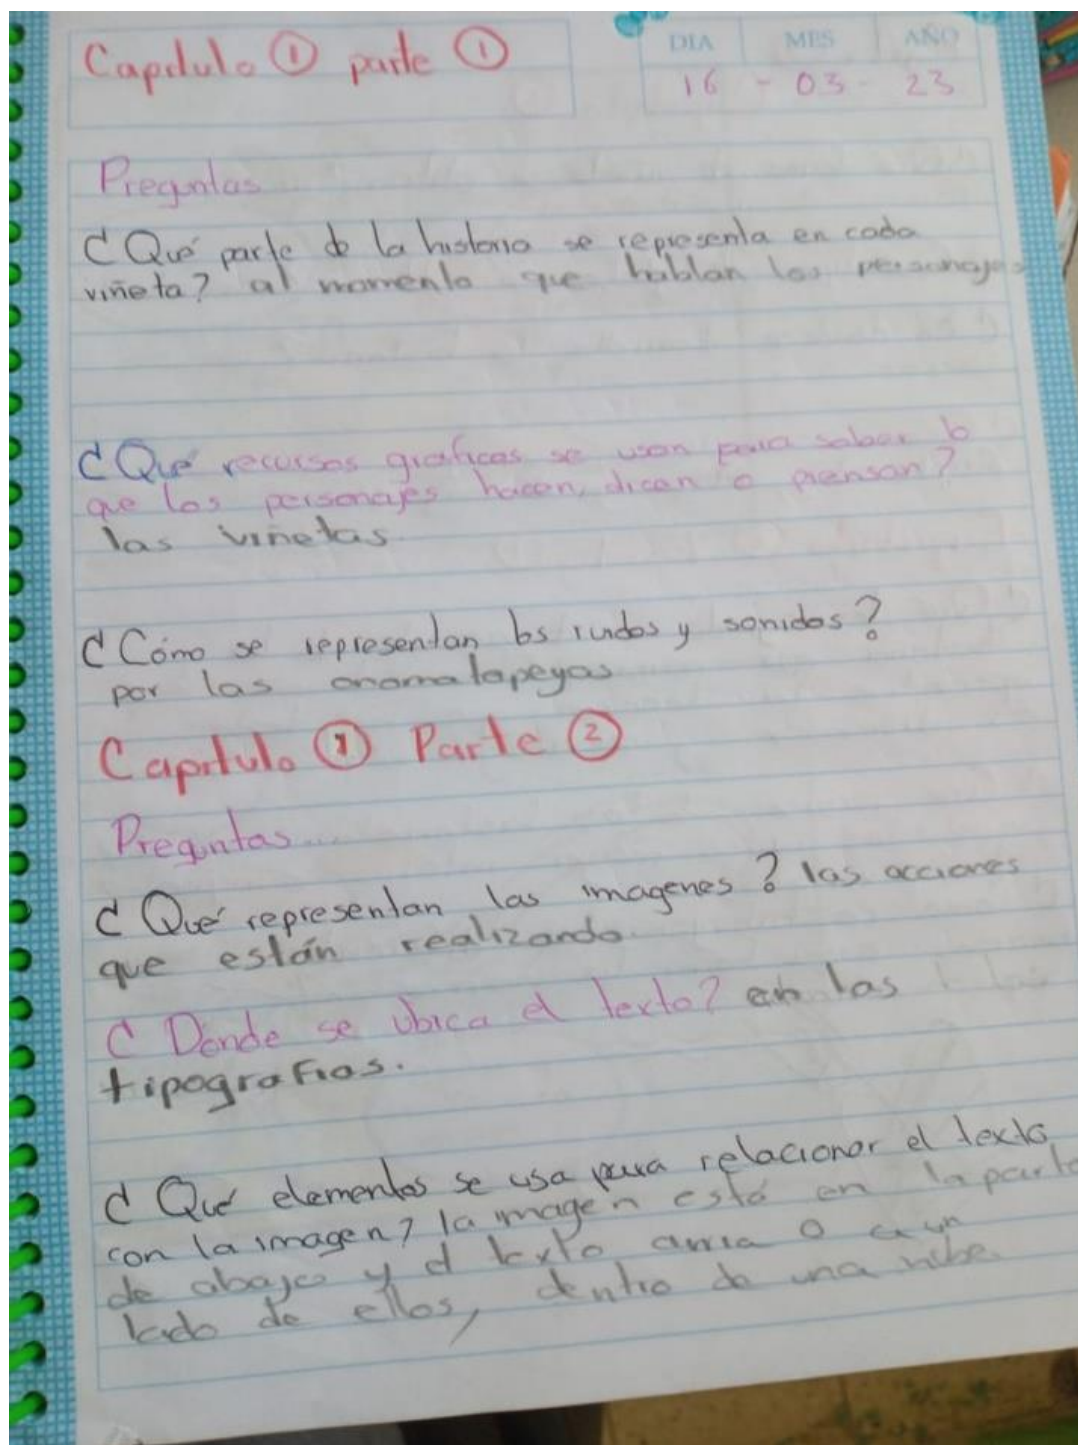 Capitulo ① parte ①
DIA MES AÑO
16 - 03 - 23
Preguntas
¿Qué parte de la historia se representa en cada
viñeta? al momento que hablan los personajes
¿Qué recursos graficos se usan para saber lo
que los personajes hacen, dicen o piensan?
las viñetas
¿Cómo se representan los ruidos y sonidos?
por las onomatopeyas
Capitulo ① Parte ②
Preguntas...
¿Qué representan las imagenes? las acciones
que están realizando.
¿Dónde se ubica el texto? en las
tipografias.
¿Qué elementos se usa para relacionar el texto
con la imagen? la imagen está en la parte
de abajo y el texto arria o a un
lado de ellos, dentro de una nube.